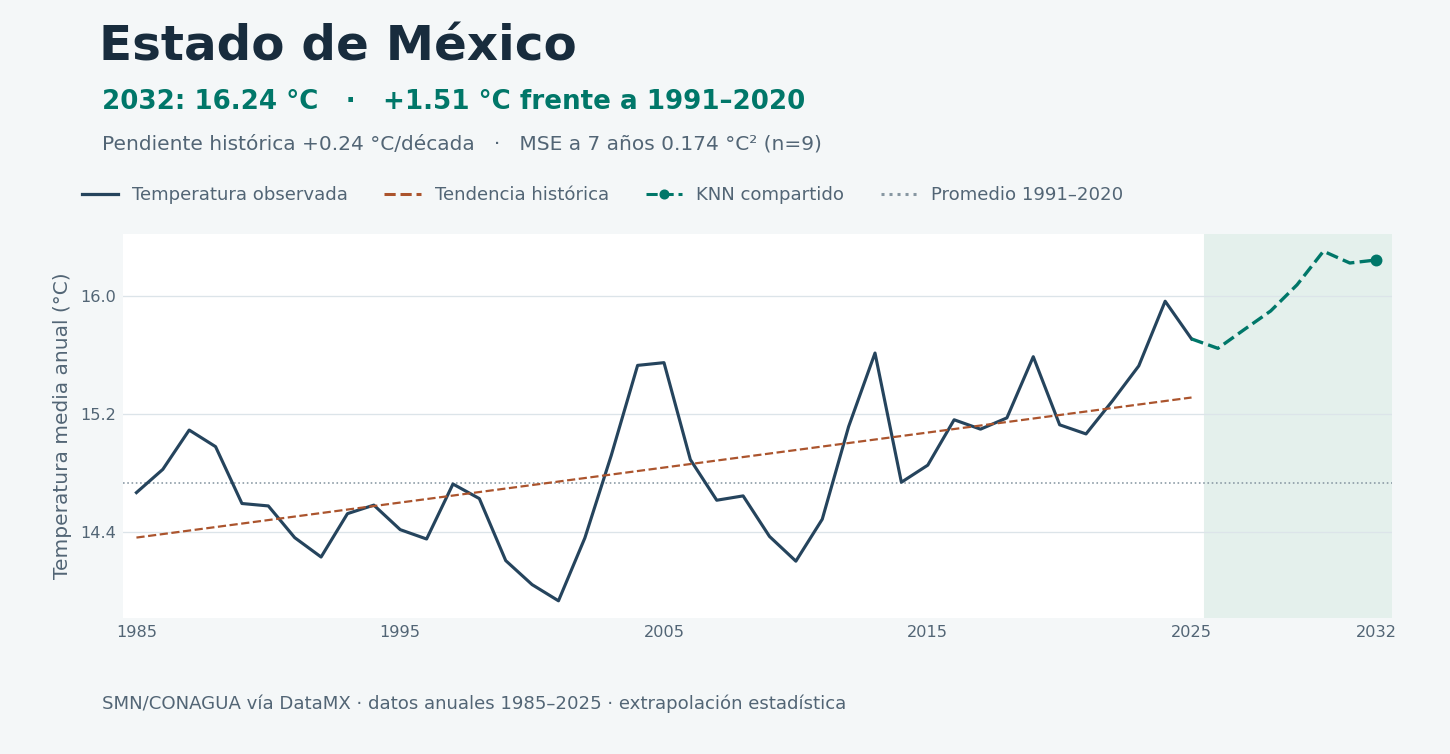 Estado de México
2032: 16.24 °C · +1.51 °C frente a 1991–2020
Pendiente histórica +0.24 °C/década · MSE a 7 años 0.174 °C² (n=9)
Temperatura observada Tendencia histórica KNN compartido Promedio 1991–2020
Temperatura media anual (°C)
16.0
15.2
14.4
1985 1995 2005 2015 2025 2032
SMN/CONAGUA vía DataMX · datos anuales 1985–2025 · extrapolación estadística